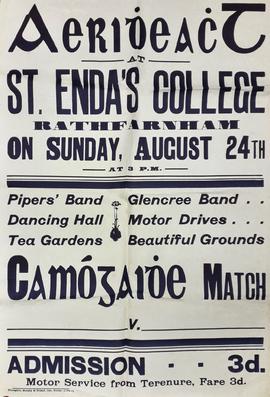 Aeriḋeaċt
AT
ST. ENDA'S COLLEGE
RATHFARNHAM
ON SUNDAY, AUGUST 24TH
AT 3 P.M.
Pipers' Band Glencree Band . .
Dancing Hall Motor Drives . . .
Tea Gardens Beautiful Grounds
Camógaiḋe MATCH
V.
ADMISSION - - 3d.
Motor Service from Terenure, Fare 3d.